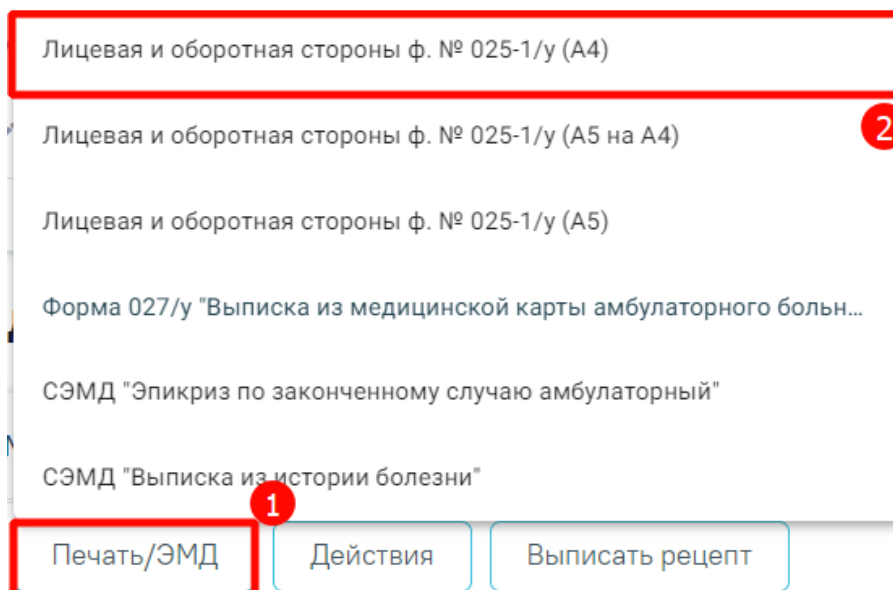 Лицевая и оборотная стороны ф. № 025-1/у (А4)
2
Лицевая и оборотная стороны ф. № 025-1/у (А5 на А4)
Лицевая и оборотная стороны ф. № 025-1/у (А5)
Форма 027/у "Выписка из медицинской карты амбулаторного больн...
СЭМД "Эпикриз по законченному случаю амбулаторный"
СЭМД "Выписка из истории болезни"
1
Печать/ЭМД Действия Выписать рецепт